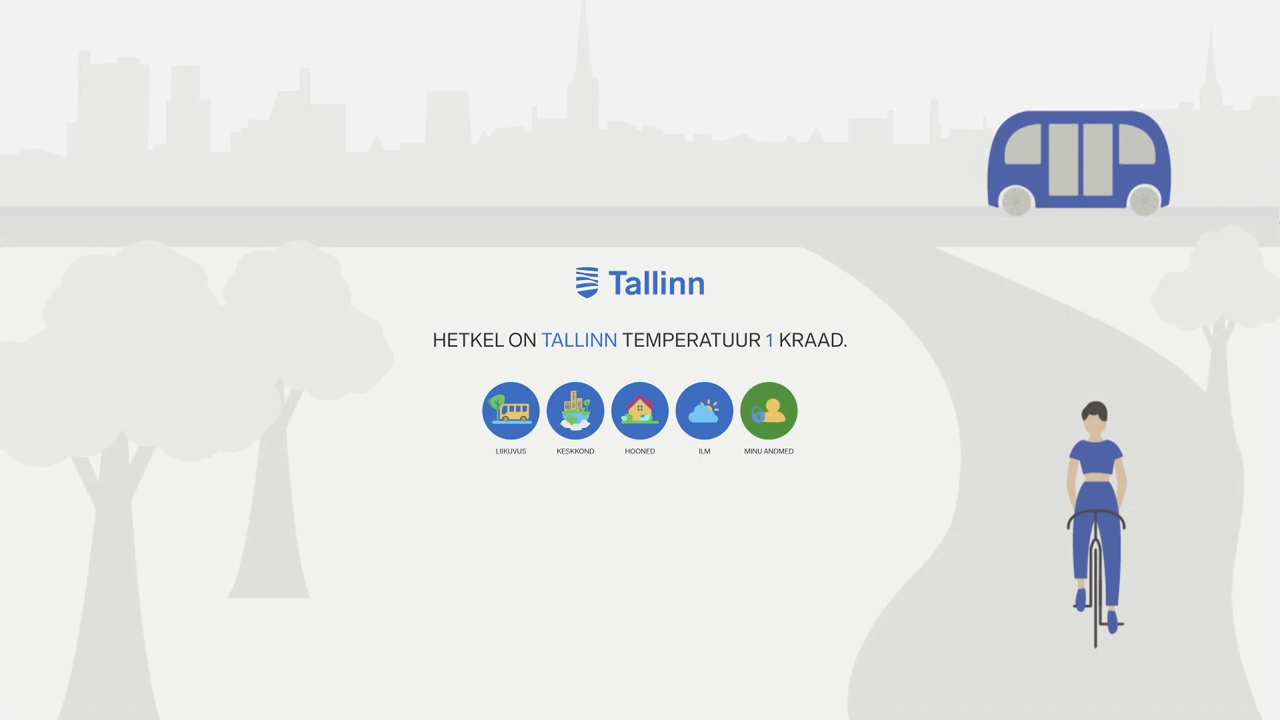 Tallinn
HETKEL ON TALLINN TEMPERATUUR 1 KRAAD.
LIIKUVUS KESKKOND HOONED ILM MINU ANDMED